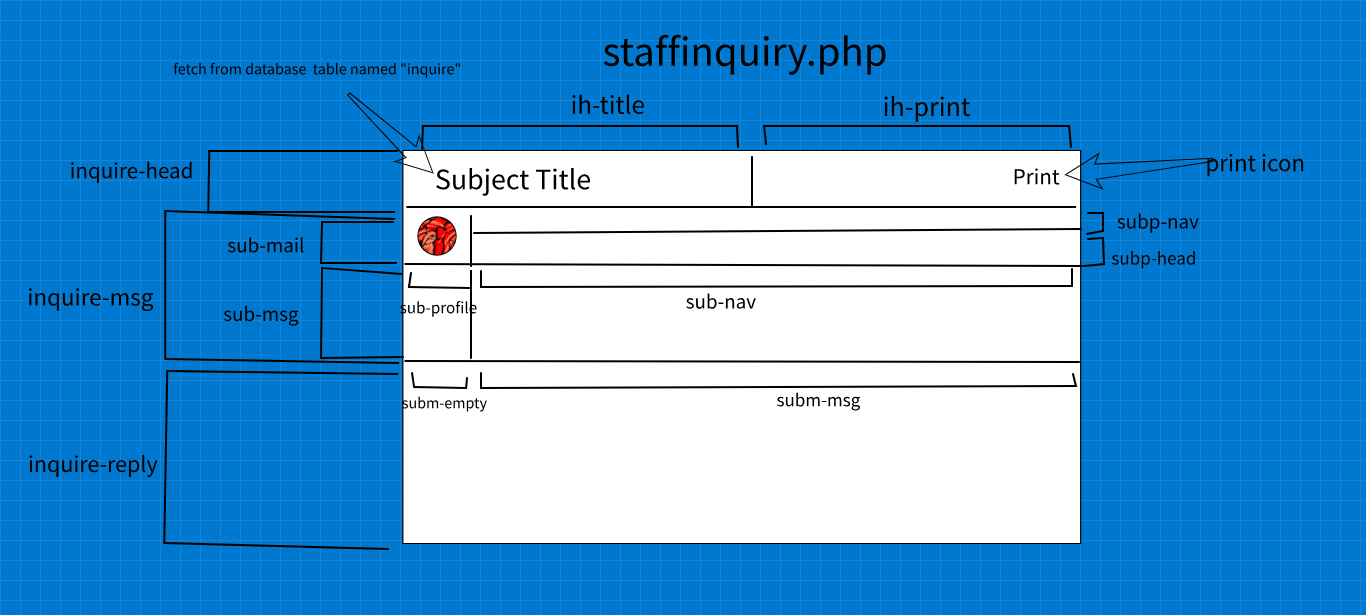 staffinquiry.php
fetch from database table named "inquire"
ih-title
ih-print
inquire-head
Subject Title
Print
print icon
subp-nav
sub-mail
subp-head
inquire-msg
sub-msg
sub-profile
sub-nav
subm-empty
subm-msg
inquire-reply